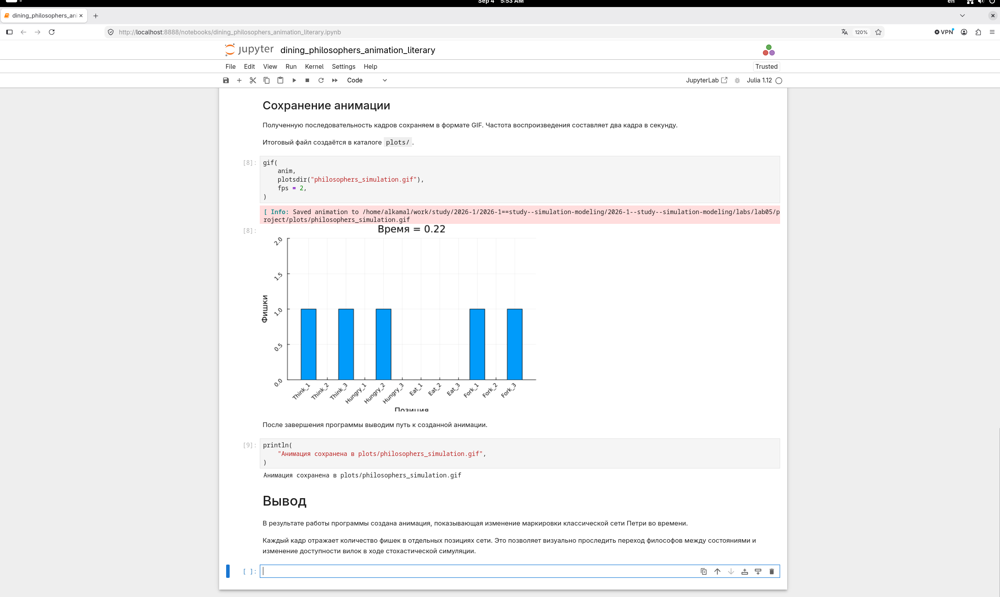 Sep 4 5:53 AM
en
dining_philosophers_ani
http://localhost:8888/notebooks/dining_philosophers_animation_literary.ipynb
120%
VPN
jupyter
dining_philosophers_animation_literary
File Edit View Run Kernel Settings Help
Trusted
Code
JupyterLab
Julia 1.12
Сохранение анимации
Полученную последовательность кадров сохраняем в формате GIF. Частота воспроизведения составляет два кадра в секунду.
Итоговый файл создаётся в каталоге plots/ .
[8]:
gif(
anim,
plotsdir("philosophers_simulation.gif"),
fps = 2,
)
[ Info: Saved animation to /home/alkamal/work/study/2026-1/2026-1==study--simulation-modeling/2026-1--study--simulation-modeling/labs/lab05/p
roject/plots/philosophers_simulation.gif
[8]:
Время = 0.22
2.0
1.5
1.0
0.5
0.0
Фишки
Think_1
Think_2
Think_3
Hungry_1
Hungry_2
Hungry_3
Eat_1
Eat_2
Eat_3
Fork_1
Fork_2
Fork_3
Позиция
После завершения программы выводим путь к созданной анимации.
[9]:
println(
"Анимация сохранена в plots/philosophers_simulation.gif",
)
Анимация сохранена в plots/philosophers_simulation.gif
Вывод
В результате работы программы создана анимация, показывающая изменение маркировки классической сети Петри во времени.
Каждый кадр отражает количество фишек в отдельных позициях сети. Это позволяет визуально проследить переход философов между состояниями и
изменение доступности вилок в ходе стохастической симуляции.
[ ]: